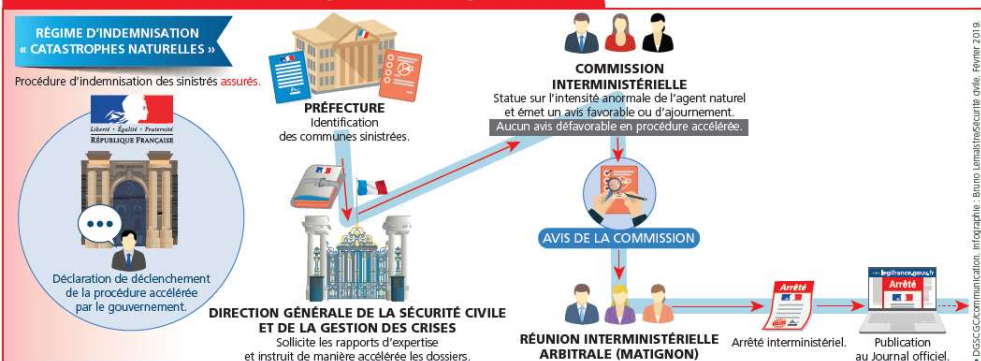 RÉGIME D'INDEMNISATION
« CATASTROPHES NATURELLES »
Procédure d'indemnisation des sinistrés assurés.
Liberté • Égalité • Fraternité
RÉPUBLIQUE FRANÇAISE
Déclaration de déclenchement
de la procédure accélérée
par le gouvernement.
PRÉFECTURE
Identification
des communes sinistrées.
DIRECTION GÉNÉRALE DE LA SÉCURITÉ CIVILE
ET DE LA GESTION DES CRISES
Sollicite les rapports d'expertise
et instruit de manière accélérée les dossiers.
COMMISSION
INTERMINISTÉRIELLE
Statue sur l'intensité anormale de l'agent naturel
et émet un avis favorable ou d'ajournement.
Aucun avis défavorable en procédure accélérée.
AVIS DE LA COMMISSION
RÉUNION INTERMINISTÉRIELLE
ARBITRALE (MATIGNON)
Arrêté
Arrêté interministériel.
legifrance.gouv.fr
Arrêté
Publication
au Journal officiel.
DGSCGC/communication. Infographie : Bruno Lemaistre/Sécurité civile. Février 2019.